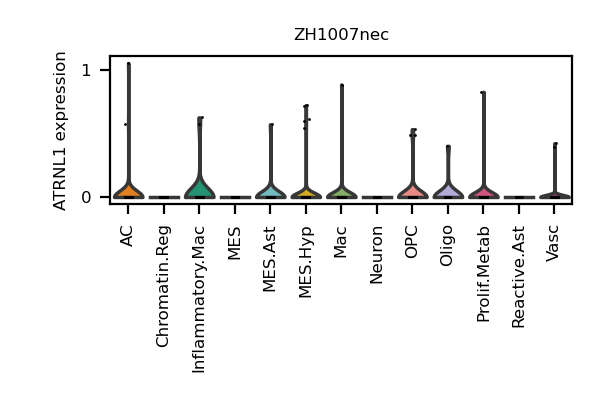 ZH1007nec
ATRNL1 expression
1
0
AC
Chromatin.Reg
Inflammatory.Mac
MES
MES.Ast
MES.Hyp
Mac
Neuron
OPC
Oligo
Prolif.Metab
Reactive.Ast
Vasc